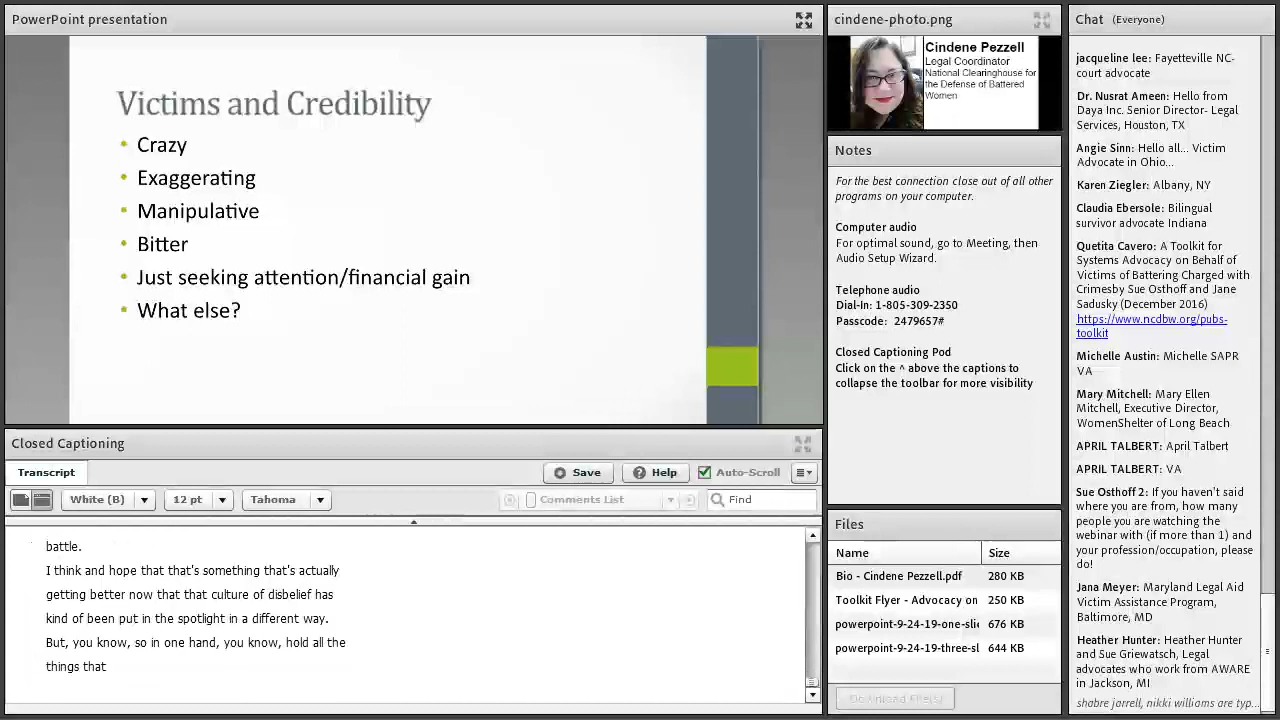 PowerPoint presentation
Victims and Credibility
• Crazy
• Exaggerating
• Manipulative
• Bitter
• Just seeking attention/financial gain
• What else?
Closed Captioning
Transcript
Save
Help
Auto-Scroll
White (B)
12 pt
Tahoma
Comments List
Find
battle.
I think and hope that that's something that's actually
getting better now that that culture of disbelief has
kind of been put in the spotlight in a different way.
But, you know, so in one hand, you know, hold all the
things that
cindene-photo.png
Cindene Pezzell
Legal Coordinator
National Clearinghouse for
the Defense of Battered
Women
Notes
For the best connection close out of all other
programs on your computer.
Computer audio
For optimal sound, go to Meeting, then
Audio Setup Wizard.
Telephone audio
Dial-In: 1-805-309-2350
Passcode: 2479657#
Closed Captioning Pod
Click on the ^ above the captions to
collapse the toolbar for more visibility
Files
Name Size
Bio - Cindene Pezzell.pdf 280 KB
Toolkit Flyer - Advocacy on 250 KB
powerpoint-9-24-19-one-slie 676 KB
powerpoint-9-24-19-three-sl 644 KB
Download File(s)
Chat (Everyone)
jacqueline lee: Fayetteville NC-
court advocate
Dr. Nusrat Ameen: Hello from
Daya Inc. Senior Director- Legal
Services, Houston, TX
Angie Sinn: Hello all... Victim
Advocate in Ohio...
Karen Ziegler: Albany, NY
Claudia Ebersole: Bilingual
survivor advocate Indiana
Quetita Cavero: A Toolkit for
Systems Advocacy on Behalf of
Victims of Battering Charged with
Crimesby Sue Osthoff and Jane
Sadusky (December 2016)
https://www.ncdbw.org/pubs-
toolkit
Michelle Austin: Michelle SAPR
VA
Mary Mitchell: Mary Ellen
Mitchell, Executive Director,
WomenShelter of Long Beach
APRIL TALBERT: April Talbert
APRIL TALBERT: VA
Sue Osthoff 2: If you haven't said
where you are from, how many
people you are watching the
webinar with (if more than 1) and
your profession/occupation, please
do!
Jana Meyer: Maryland Legal Aid
Victim Assistance Program,
Baltimore, MD
Heather Hunter: Heather Hunter
and Sue Griewatsch, Legal
advocates who work from AWARE
in Jackson, MI
shabre jarrell, nikki williams are typ...